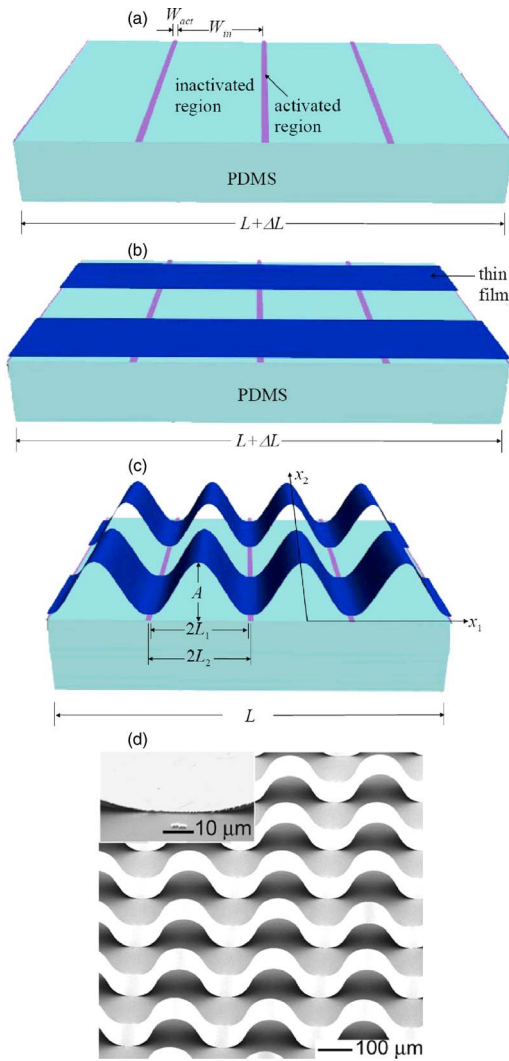 (a)
W_act W_in
inactivated
region
activated
region
PDMS
L+ΔL
(b)
thin
film
PDMS
L+ΔL
(c)
x_2
A
2L_1
x_1
2L_2
L
(d)
10 μm
100 μm